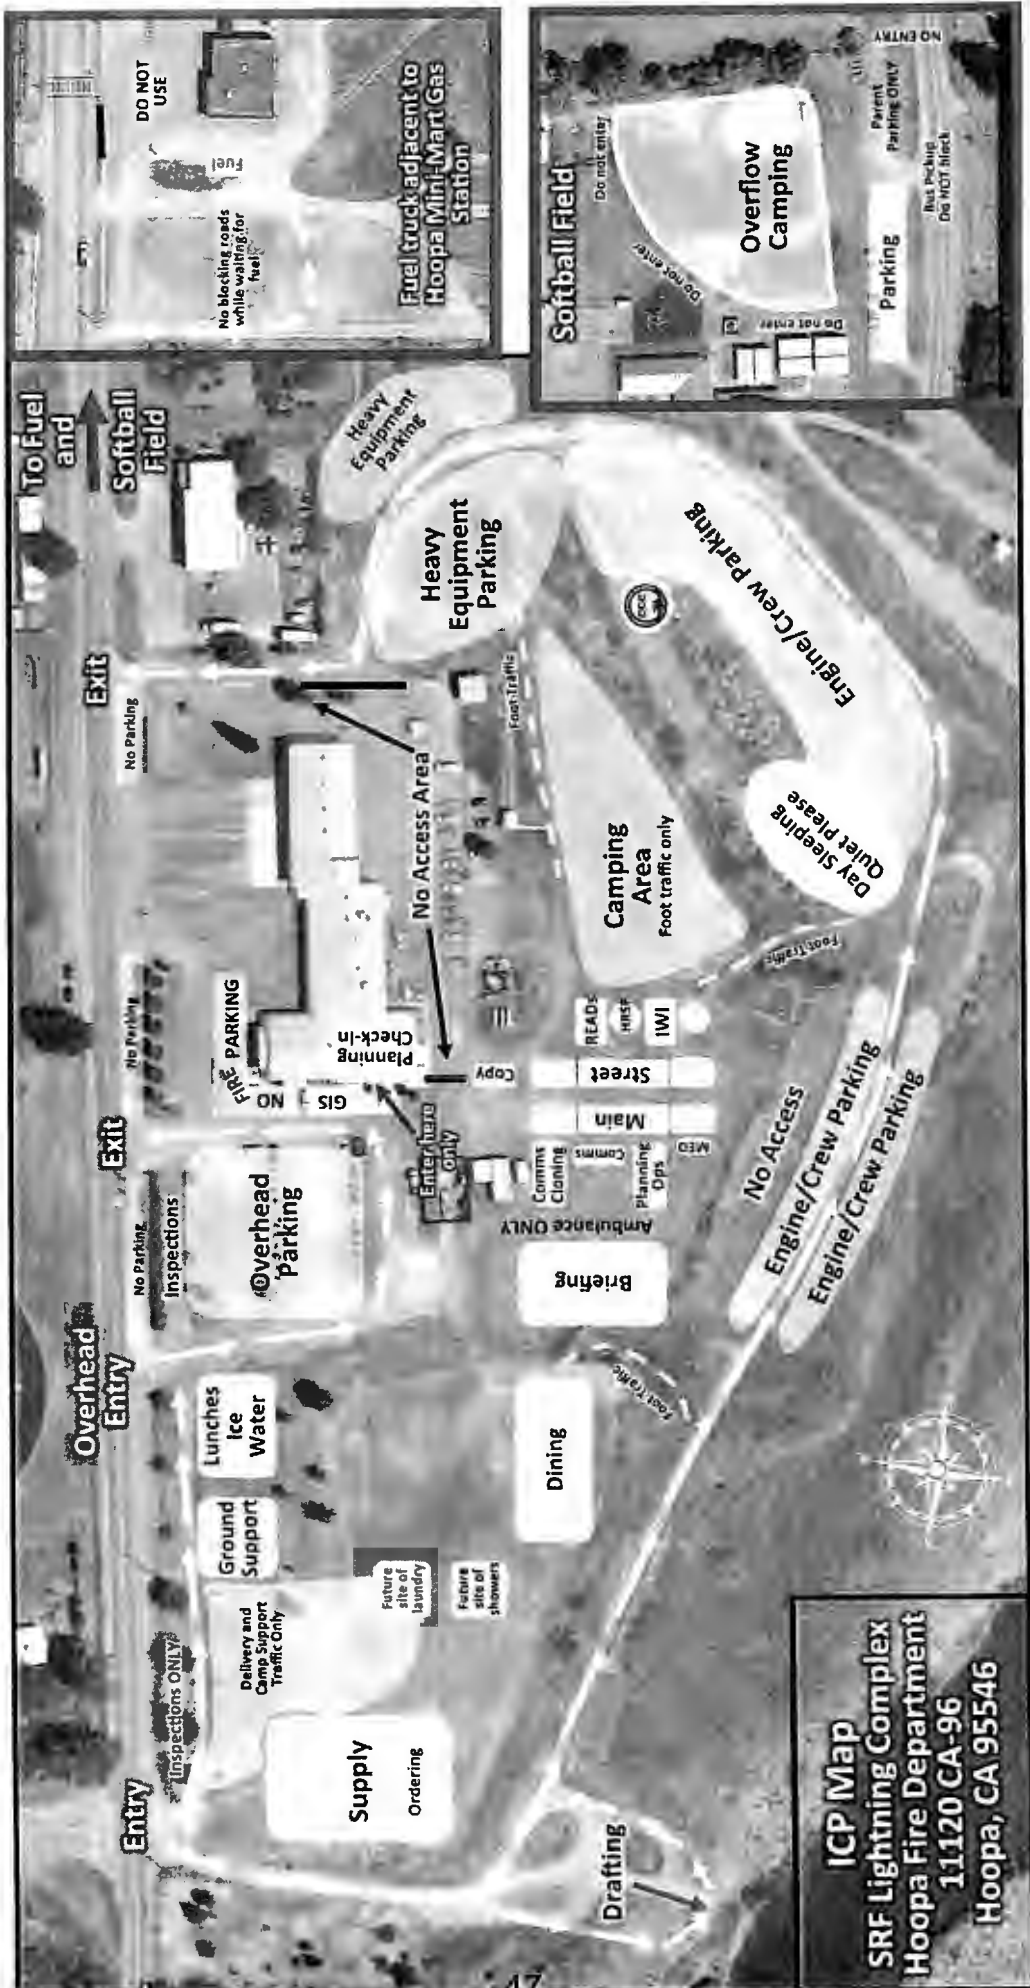 To Fuel
and
Softball
Field
Exit
No Parking
No Parking
Exit
No Parking
Inspections
Overhead
Entry
Inspections ONLY
Entry
DO NOT
USE
Fuel
No blocking roads
while waiting for
fuel
Fuel truck adjacent to
Hoopa Mini-Mart Gas
Station
Softball Field
Do not enter
Do not enter
Do not enter
Overflow
Camping
Parking
Parent
Parking ONLY
Bus Pickup
Do NOT block
NO ENTRY
Heavy
Equipment
Parking
Heavy
Equipment
Parking
Engine/Crew Parking
Day Sleeping
Quiet Please
Camping
Area
Foot traffic only
Foot Traffic
Foot Traffic
No Access Area
FIRE PARKING
NO
GIS
Planning
Check-In
Enter here
only
Copy
READs
HRSP
IWI
Street
Main
MED
Comms
Cloning
Comms
Planning
Ops
Ambulance ONLY
Briefing
Overhead
Parking
Lunches
Ice
Water
Ground
Support
Delivery and
Camp Support
Traffic Only
Future
site of
laundry
Future
site of
showers
Dining
Foot Traffic
No Access
Engine/Crew Parking
Engine/Crew Parking
Supply
Ordering
Drafting
ICP Map
SRF Lightning Complex
Hoopa Fire Department
11120 CA-96
Hoopa, CA 95546
47